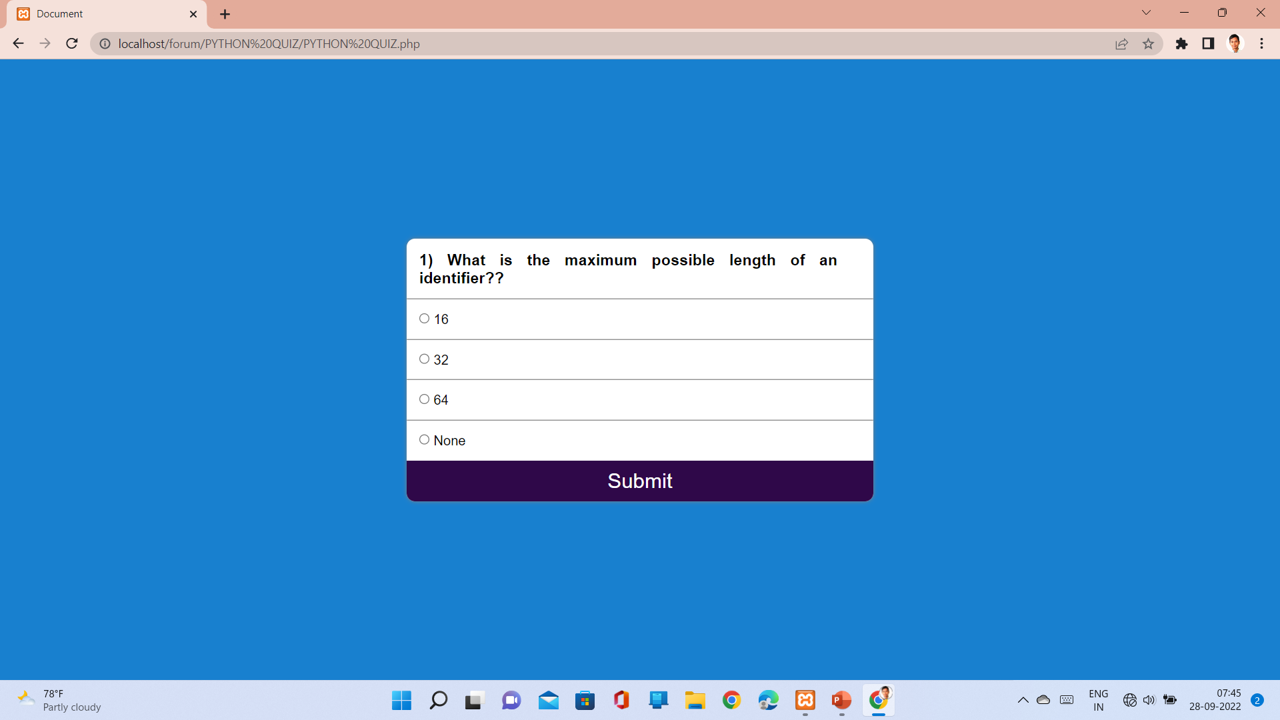 Document
localhost/forum/PYTHON%20QUIZ/PYTHON%20QUIZ.php
1) What is the maximum possible length of an
identifier??
16
32
64
None
Submit
78°F
Partly cloudy
ENG
IN
07:45
28-09-2022
2